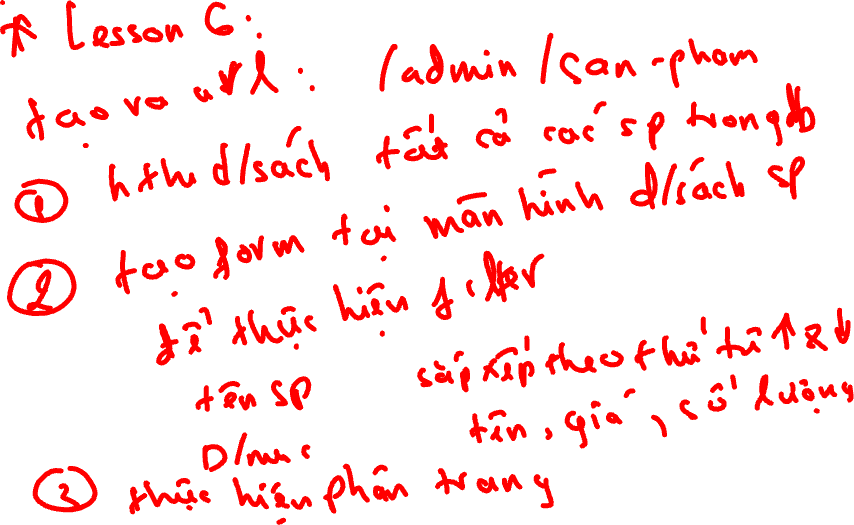 * Lesson 6:
tạo ra url: /admin/san-pham
① hthi d/sách tất cả các sp trong db
② tạo form tại màn hình d/sách sp
để thực hiện filter
tên sp sắp xếp theo thứ tự ↑ & ↓
D/mục tên, giá, số lượng
③ thực hiện phân trang